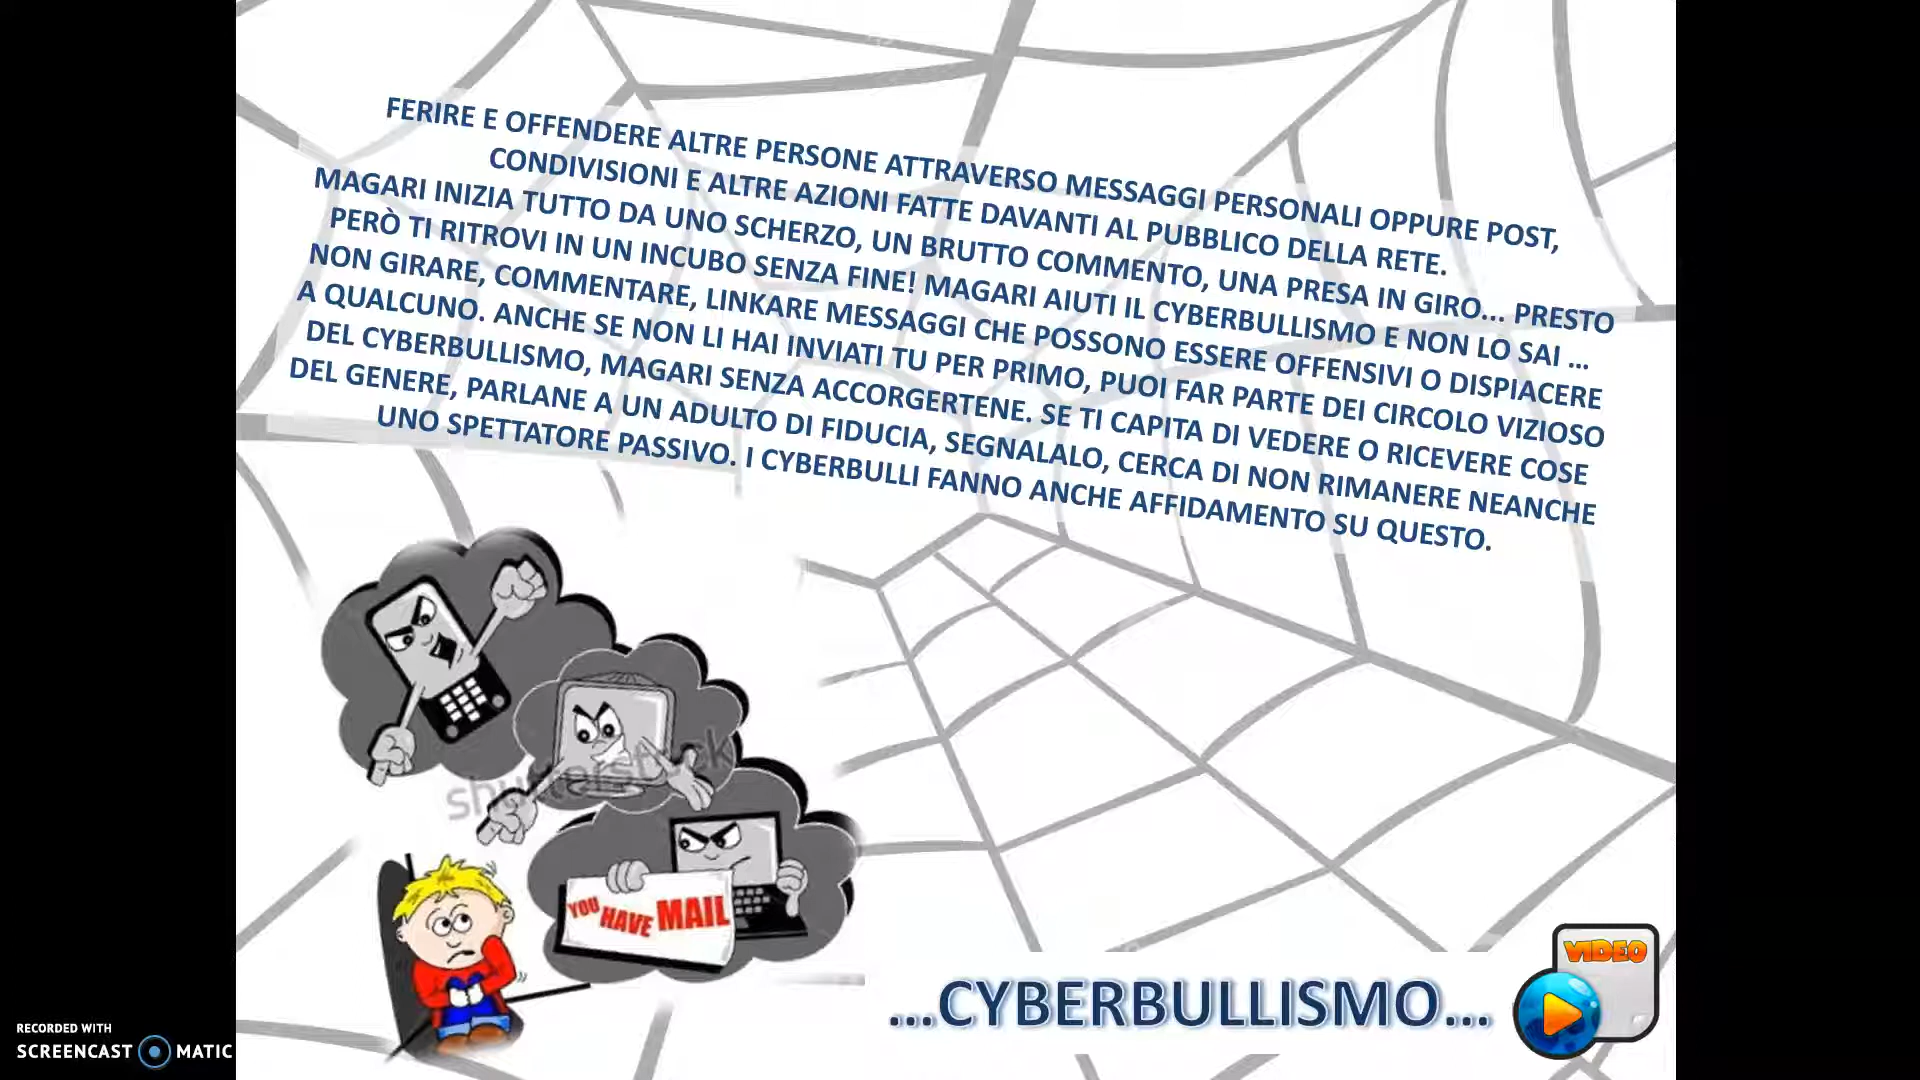 FERIRE E OFFENDERE ALTRE PERSONE ATTRAVERSO MESSAGGI PERSONALI OPPURE POST,
CONDIVISIONI E ALTRE AZIONI FATTE DAVANTI AL PUBBLICO DELLA RETE.
MAGARI INIZIA TUTTO DA UNO SCHERZO, UN BRUTTO COMMENTO, UNA PRESA IN GIRO... PRESTO
PERÒ TI RITROVI IN UN INCUBO SENZA FINE! MAGARI AIUTI IL CYBERBULLISMO E NON LO SAI ...
NON GIRARE, COMMENTARE, LINKARE MESSAGGI CHE POSSONO ESSERE OFFENSIVI O DISPIACERE
A QUALCUNO. ANCHE SE NON LI HAI INVIATI TU PER PRIMO, PUOI FAR PARTE DEI CIRCOLO VIZIOSO
DEL CYBERBULLISMO, MAGARI SENZA ACCORGERTENE. SE TI CAPITA DI VEDERE O RICEVERE COSE
DEL GENERE, PARLANE A UN ADULTO DI FIDUCIA, SEGNALALO, CERCA DI NON RIMANERE NEANCHE
UNO SPETTATORE PASSIVO. I CYBERBULLI FANNO ANCHE AFFIDAMENTO SU QUESTO.
shutterstock
YOU HAVE MAIL
VIDEO
...CYBERBULLISMO...
RECORDED WITH
SCREENCAST MATIC